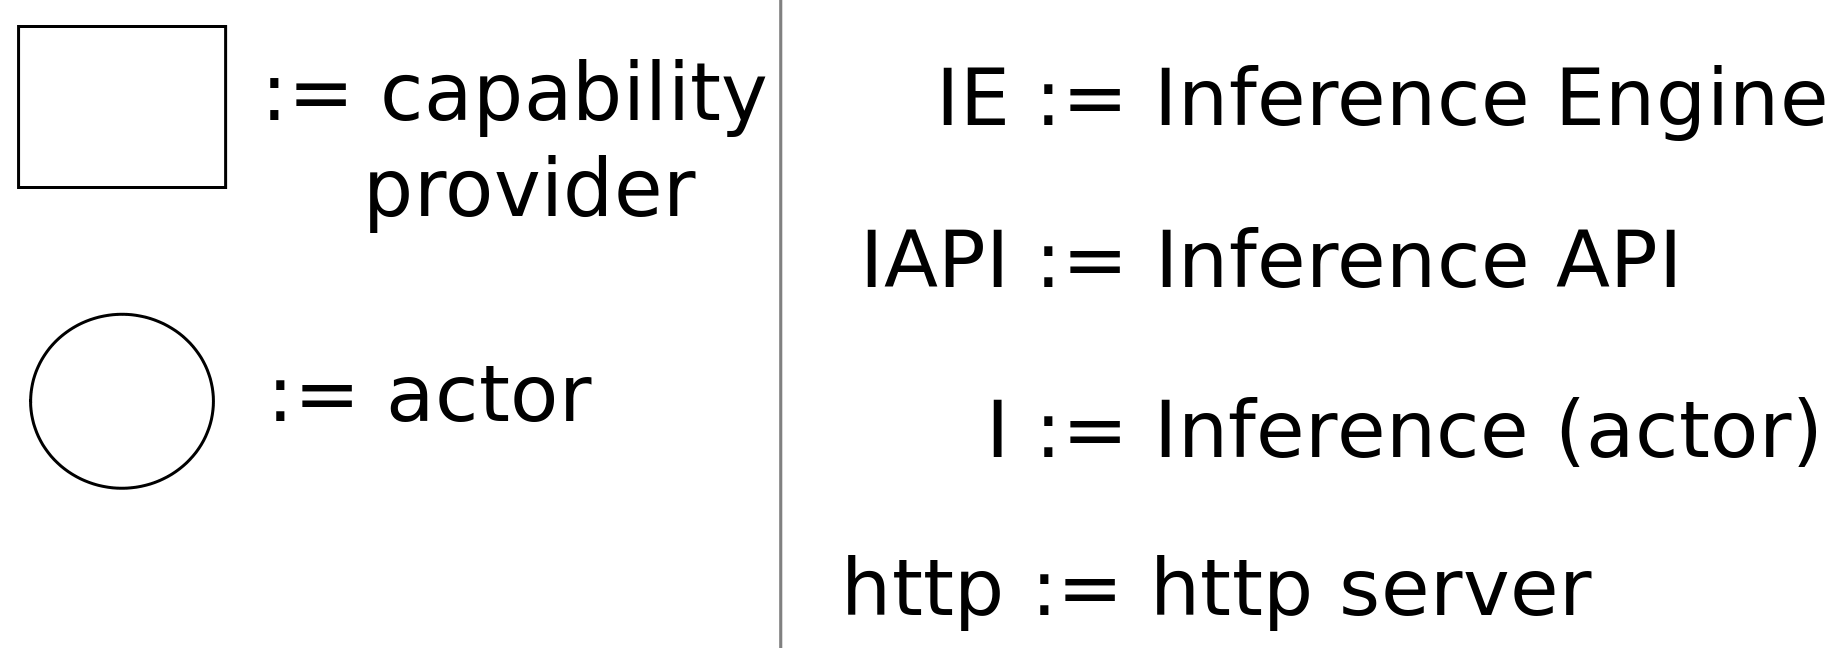 := capability
provider
:= actor
IE := Inference Engine
IAPI := Inference API
I := Inference (actor)
http := http server